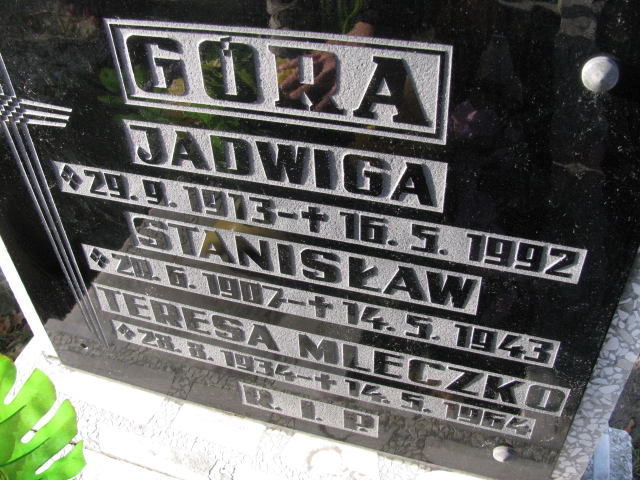 GÓRA
JADWIGA
29.9.1913-✝16.5.1992
STANISŁAW
20.6.1907-✝14.5.1943
TERESA MLECZKO
28.8.1934-✝14.5.1964
R.I.P